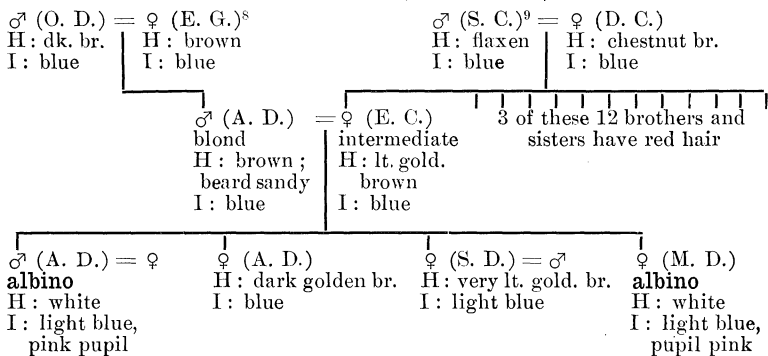 ♂ (O. D.) = ♀ (E. G.)⁸
H : dk. br. H : brown
I : blue I : blue
♂ (S. C.)⁹ = ♀ (D. C.)
H : flaxen H : chestnut br.
I : blue I : blue
♂ (A. D.) = ♀ (E. C.)
blond intermediate
H : brown ; H : lt. gold.
beard sandy brown
I : blue I : blue
3 of these 12 brothers and
sisters have red hair
♂ (A. D.) = ♀
albino
H : white
I : light blue,
pink pupil
♀ (A. D.)
H : dark golden br.
I : blue
♀ (S. D.) = ♂
H : very lt. gold. br.
I : light blue
♀ (M. D.)
albino
H : white
I : light blue,
pupil pink